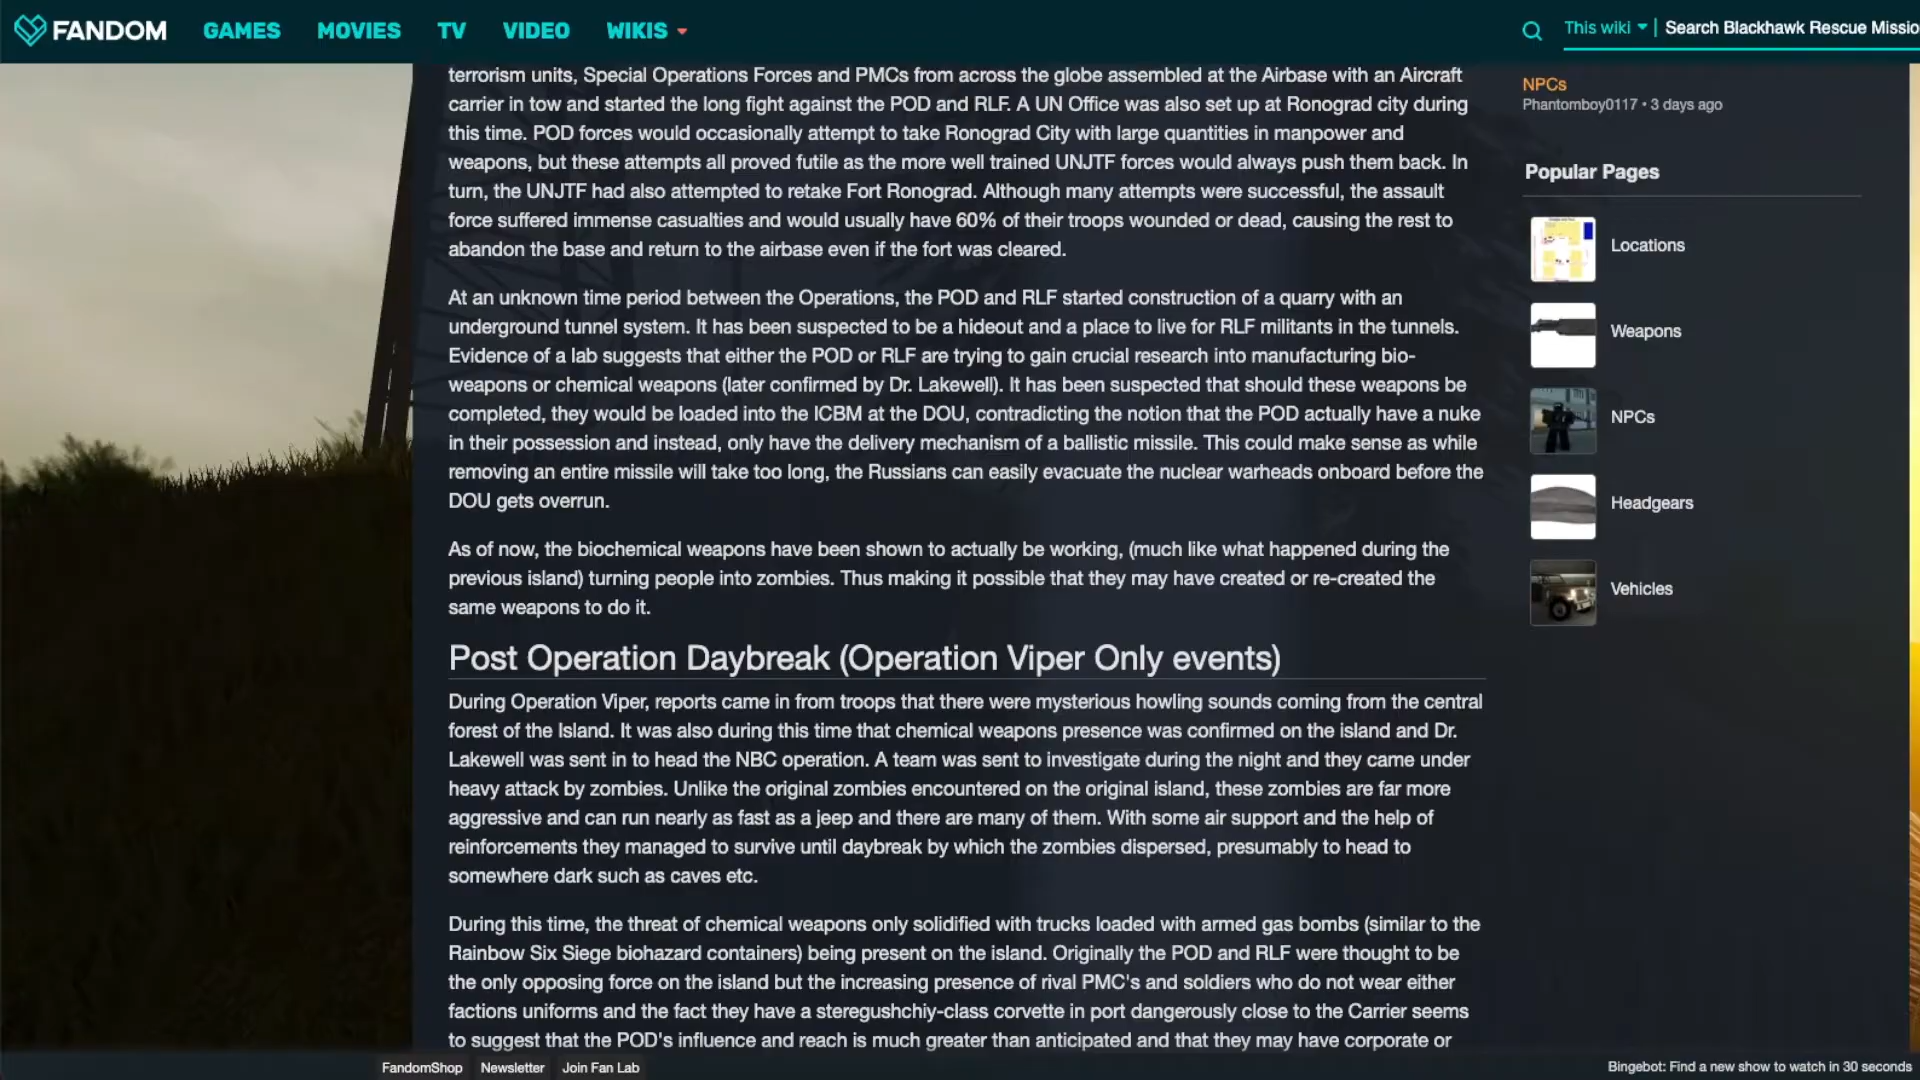 FANDOM GAMES MOVIES TV VIDEO WIKIS This wiki Search Blackhawk Rescue Missio
terrorism units, Special Operations Forces and PMCs from across the globe assembled at the Airbase with an Aircraft
carrier in tow and started the long fight against the POD and RLF. A UN Office was also set up at Ronograd city during
this time. POD forces would occasionally attempt to take Ronograd City with large quantities in manpower and
weapons, but these attempts all proved futile as the more well trained UNJTF forces would always push them back. In
turn, the UNJTF had also attempted to retake Fort Ronograd. Although many attempts were successful, the assault
force suffered immense casualties and would usually have 60% of their troops wounded or dead, causing the rest to
abandon the base and return to the airbase even if the fort was cleared.
At an unknown time period between the Operations, the POD and RLF started construction of a quarry with an
underground tunnel system. It has been suspected to be a hideout and a place to live for RLF militants in the tunnels.
Evidence of a lab suggests that either the POD or RLF are trying to gain crucial research into manufacturing bio-
weapons or chemical weapons (later confirmed by Dr. Lakewell). It has been suspected that should these weapons be
completed, they would be loaded into the ICBM at the DOU, contradicting the notion that the POD actually have a nuke
in their possession and instead, only have the delivery mechanism of a ballistic missile. This could make sense as while
removing an entire missile will take too long, the Russians can easily evacuate the nuclear warheads onboard before the
DOU gets overrun.
As of now, the biochemical weapons have been shown to actually be working, (much like what happened during the
previous island) turning people into zombies. Thus making it possible that they may have created or re-created the
same weapons to do it.
Post Operation Daybreak (Operation Viper Only events)
During Operation Viper, reports came in from troops that there were mysterious howling sounds coming from the central
forest of the Island. It was also during this time that chemical weapons presence was confirmed on the island and Dr.
Lakewell was sent in to head the NBC operation. A team was sent to investigate during the night and they came under
heavy attack by zombies. Unlike the original zombies encountered on the original island, these zombies are far more
aggressive and can run nearly as fast as a jeep and there are many of them. With some air support and the help of
reinforcements they managed to survive until daybreak by which the zombies dispersed, presumably to head to
somewhere dark such as caves etc.
During this time, the threat of chemical weapons only solidified with trucks loaded with armed gas bombs (similar to the
Rainbow Six Siege biohazard containers) being present on the island. Originally the POD and RLF were thought to be
the only opposing force on the island but the increasing presence of rival PMC's and soldiers who do not wear either
factions uniforms and the fact they have a steregushchiy-class corvette in port dangerously close to the Carrier seems
to suggest that the POD's influence and reach is much greater than anticipated and that they may have corporate or
NPCs
Phantomboy0117 • 3 days ago
Popular Pages
Locations
Weapons
NPCs
Headgears
Vehicles
FandomShop Newsletter Join Fan Lab Bingebot: Find a new show to watch in 30 seconds